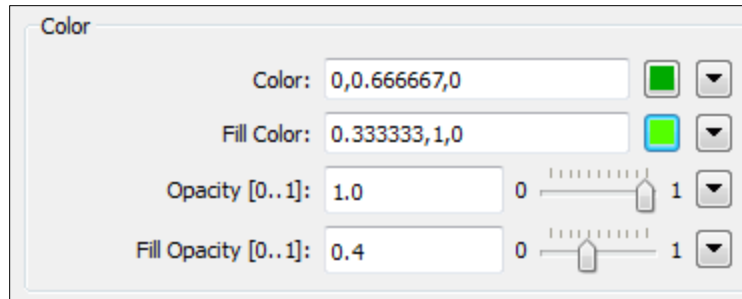 Color
Color: 0,0.666667,0
Fill Color: 0.333333,1,0
Opacity [0..1]: 1.0 0 1
Fill Opacity [0..1]: 0.4 0 1